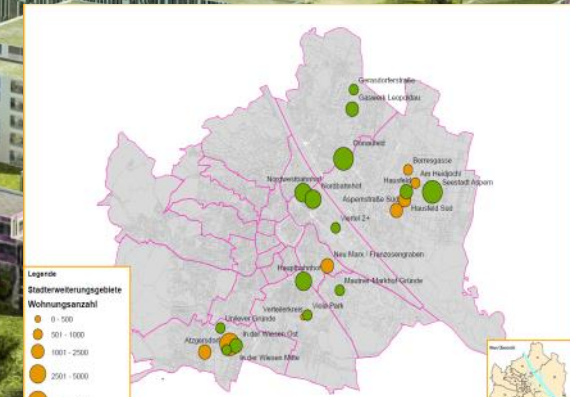 Gerasdorferstraße
Gaswerk Leopoldau
Donaufeld
Berresgasse
Am Heidjöchl
Hausfeld
Seestadt Aspern
Nordwestbahnhof
Nordbahnhof
Aspernstraße Süd
Hausfeld Süd
Viertel 2+
Neu Marx / Franzosengraben
Hauptbahnhof
Mautner-Markhof Gründe
Viola Park
Verteilerkreis
Unilever Gründe
In der Wiesen Ost
Atzgersdorf
In der Wiesen Mitte
Legende
Stadterweiterungsgebiete
Wohnungsanzahl
0 - 500
501 - 1000
1001 - 2500
2501 - 5000